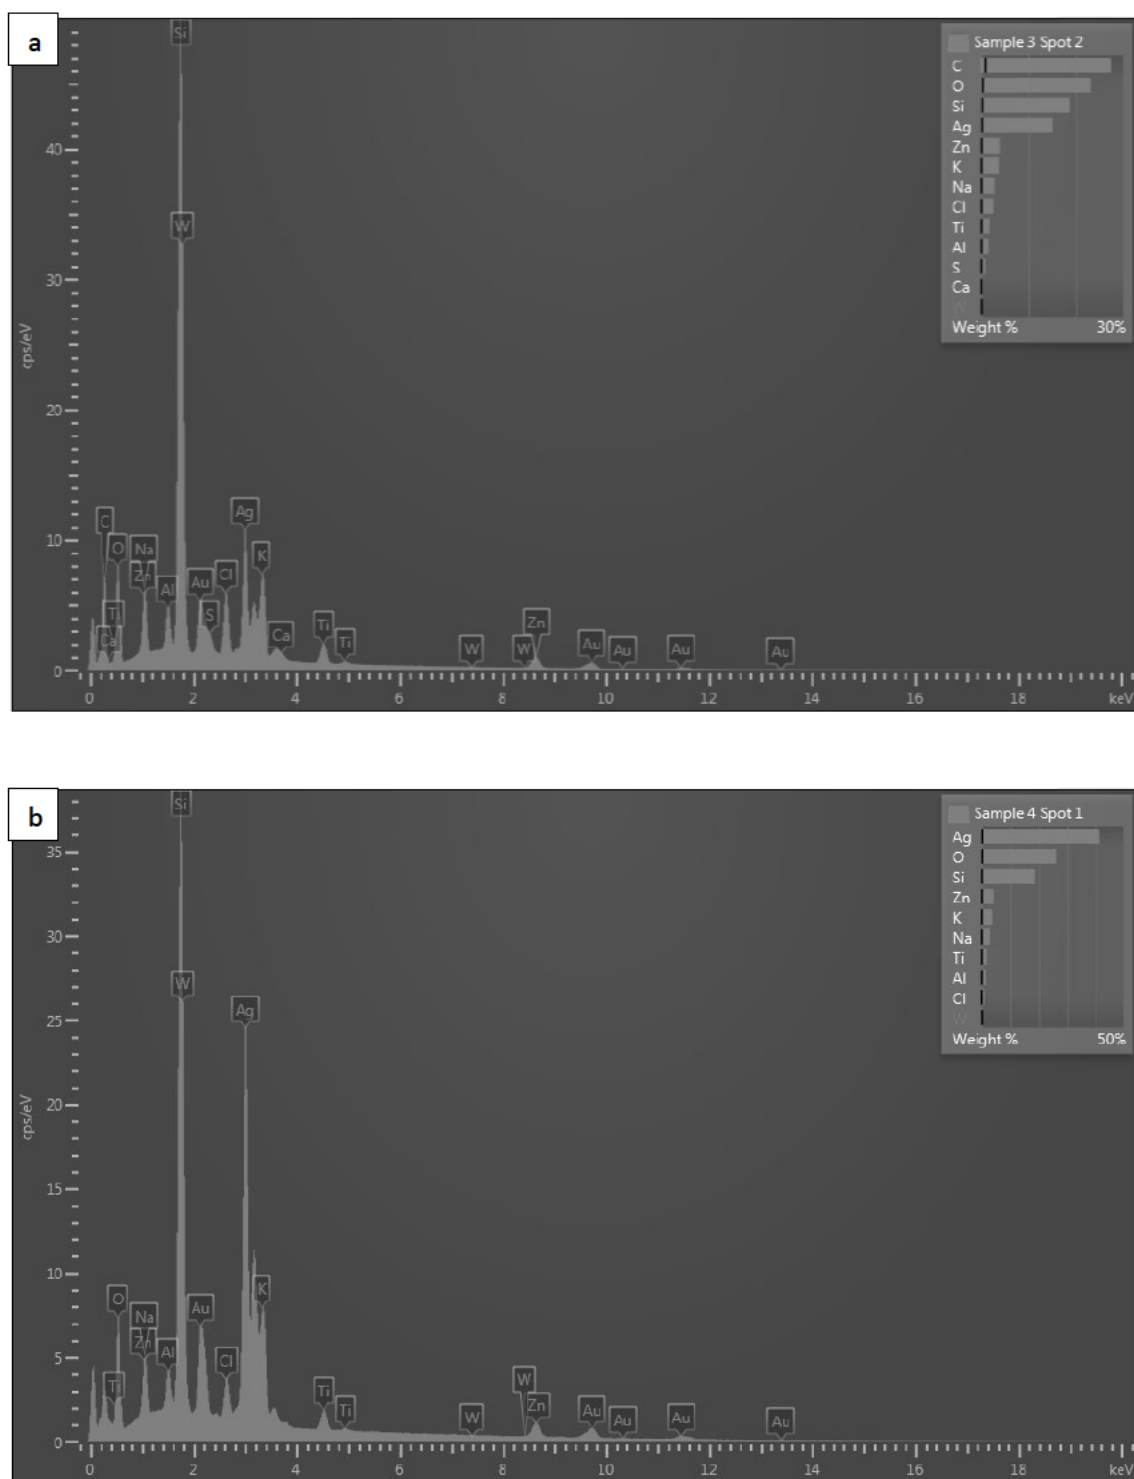 a
Si
W
C
O
Na
Zn
Ti
Ca
Al
Au
S
Cl
Ag
K
Ca
Ti
Ti
W
W
Zn
Au
Au
Au
Au
40
30
20
10
0
cps/eV
0 2 4 6 8 10 12 14 16 18 keV
Sample 3 Spot 2
C
O
Si
Ag
Zn
K
Na
Cl
Ti
Al
S
Ca
W
Weight % 30%
b
Si
W
Ag
O
Na
Zn
Ti
Al
Au
Cl
K
Ti
Ti
W
W
Zn
Au
Au
Au
Au
35
30
25
20
15
10
5
0
cps/eV
0 2 4 6 8 10 12 14 16 18 keV
Sample 4 Spot 1
Ag
O
Si
Zn
K
Na
Ti
Al
Cl
W
Weight % 50%